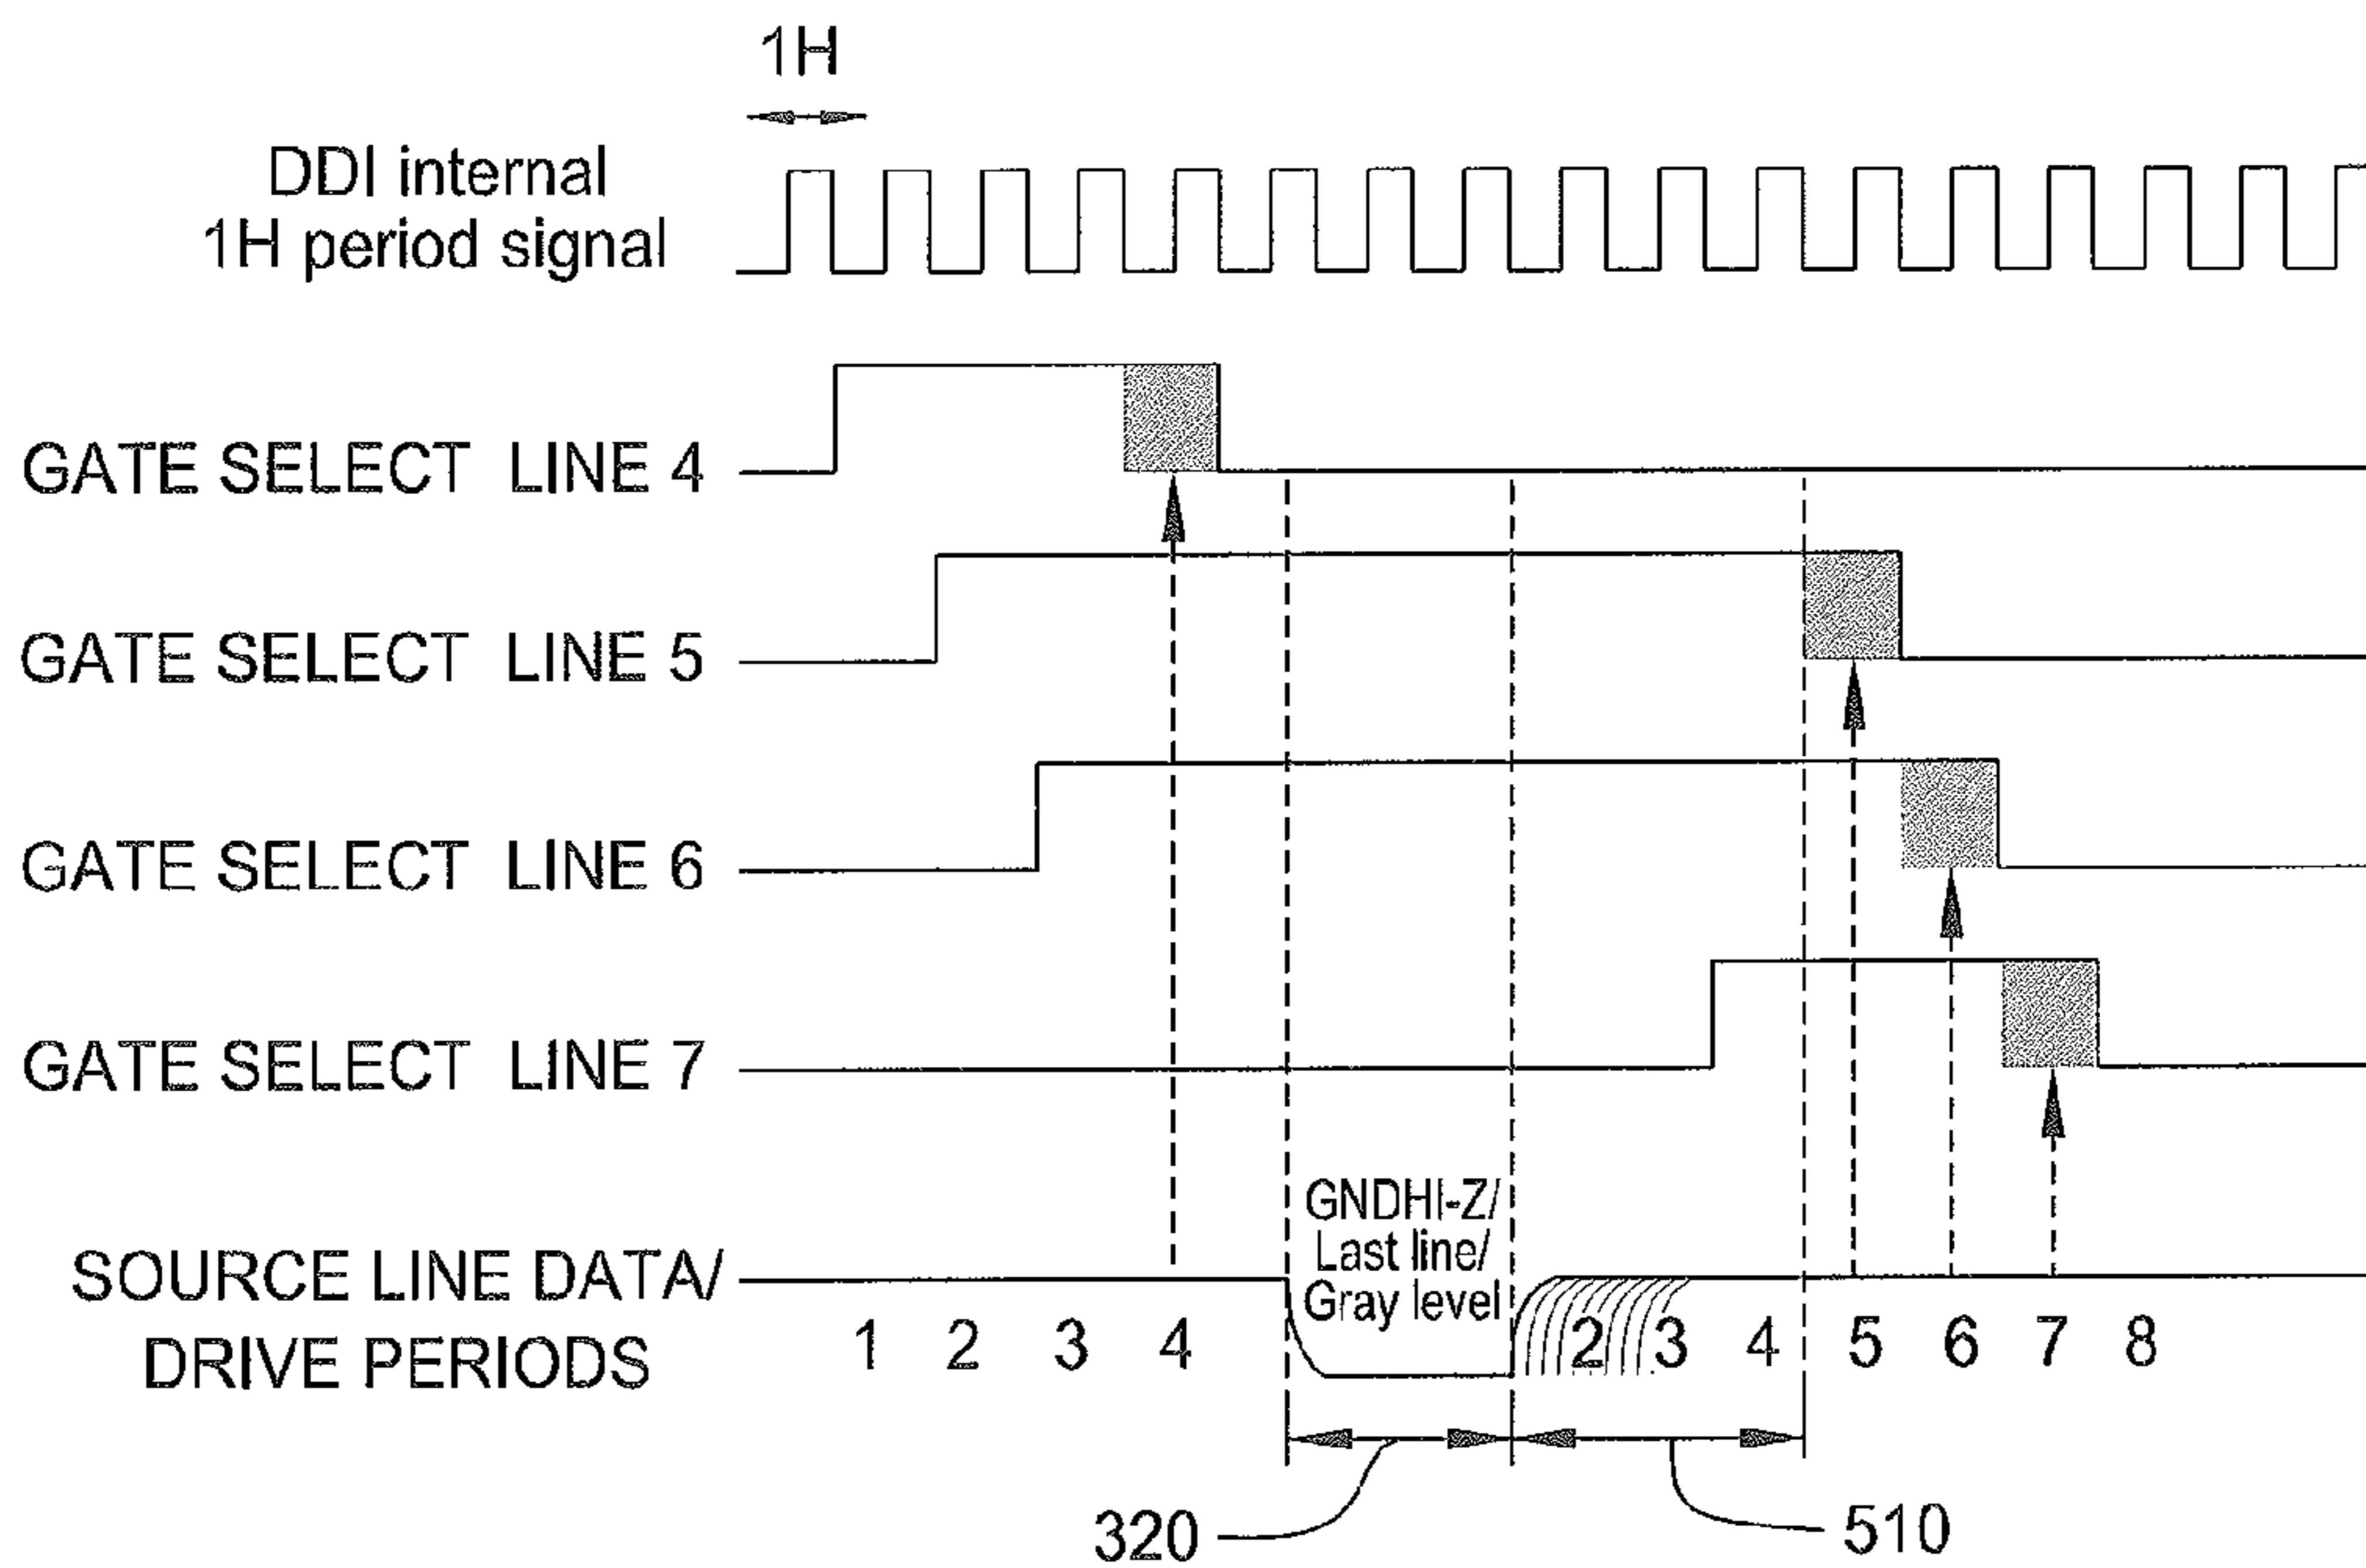 1H
DDI internal
1H period signal
GATE SELECT LINE 4
GATE SELECT LINE 5
GATE SELECT LINE 6
GATE SELECT LINE 7
GNDHI-Z/
Last line/
Gray level
SOURCE LINE DATA/
DRIVE PERIODS
1 2 3 4 2 3 4 5 6 7 8
320
510